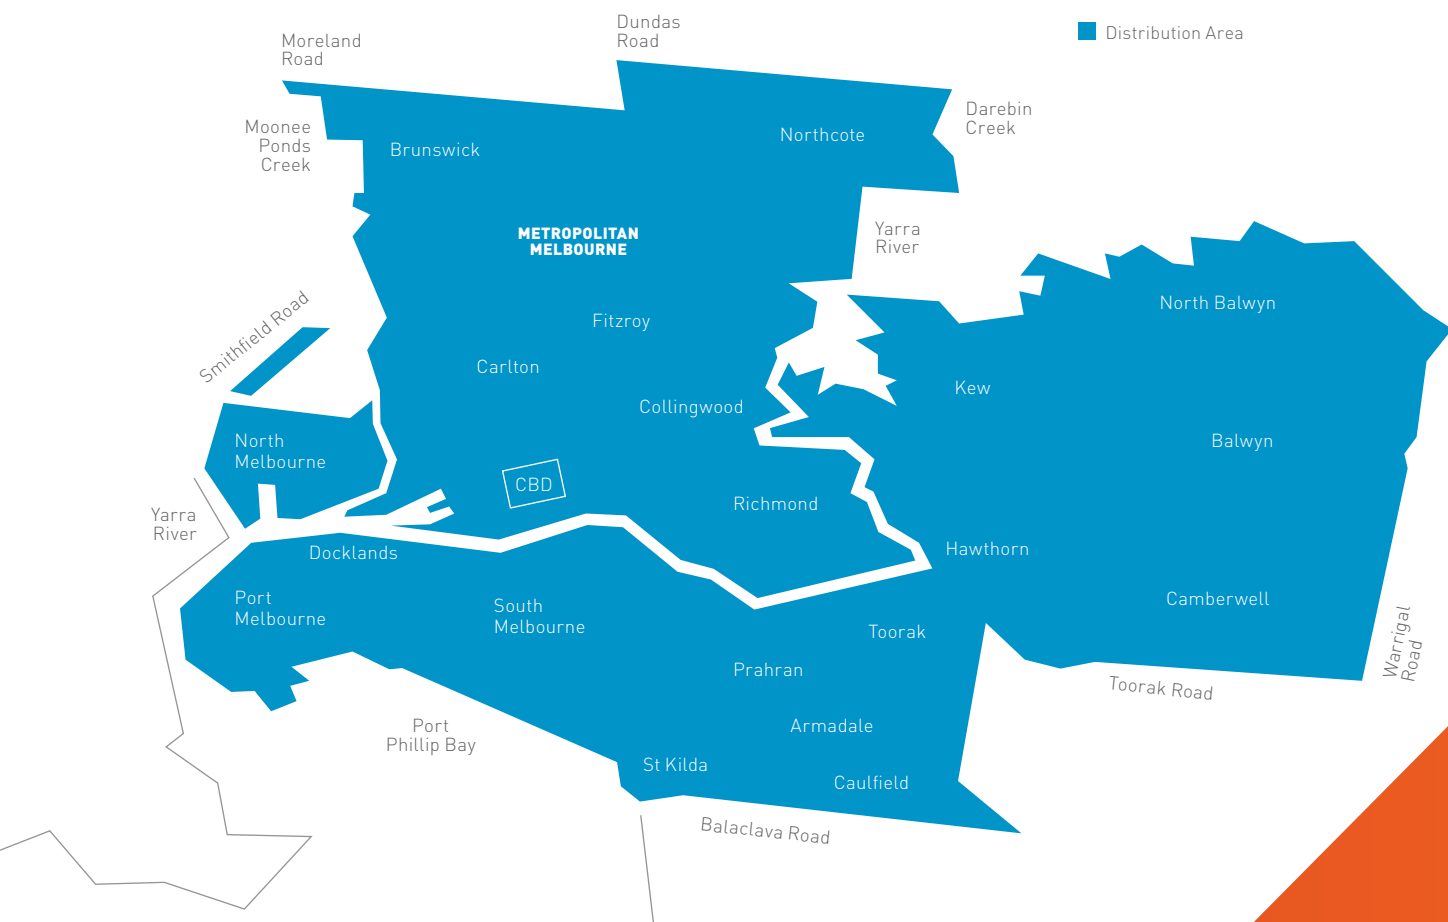 Dundas
Road
Distribution Area
Moreland
Road
Darebin
Creek
Moonee
Ponds
Creek
Northcote
Brunswick
Yarra
River
METROPOLITAN
MELBOURNE
Smithfield Road
North Balwyn
Fitzroy
Carlton
Kew
Collingwood
North
Melbourne
Balwyn
CBD
Richmond
Yarra
River
Docklands
Hawthorn
Port
Melbourne
South
Melbourne
Camberwell
Toorak
Warrigal
Road
Prahran
Toorak Road
Port
Phillip Bay
Armadale
St Kilda
Caulfield
Balaclava Road